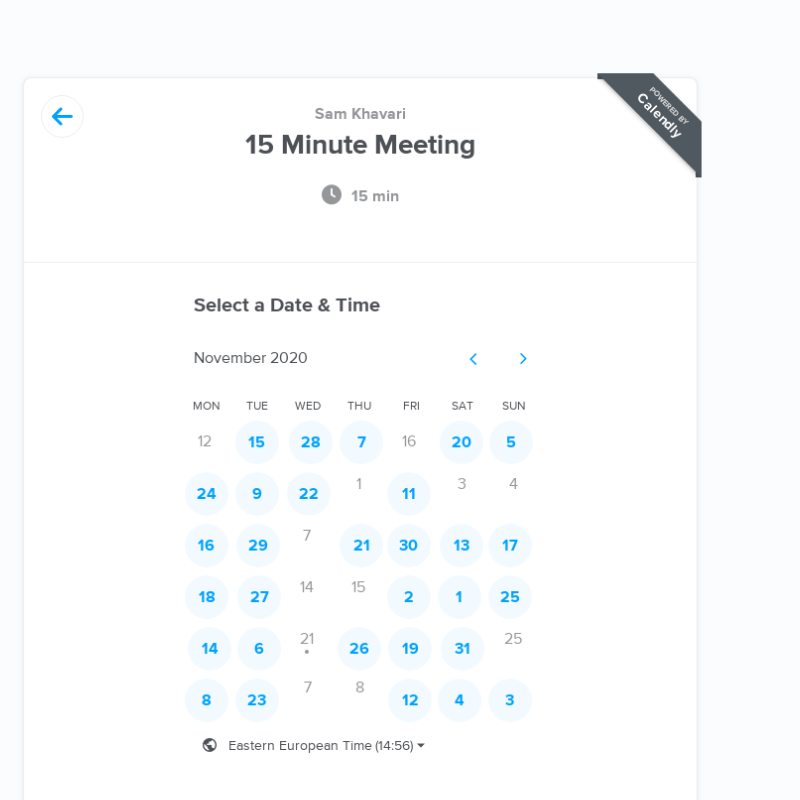 Sam Khavari
POWERED BY
Calendly
15 Minute Meeting
15 min
Select a Date & Time
November 2020
MON TUE WED THU FRI SAT SUN
12 15 28 7 16 20 5
24 9 22 1 11 3 4
16 29 7 21 30 13 17
18 27 14 15 2 1 25
14 6 21 26 19 31 25
8 23 7 8 12 4 3
Eastern European Time (14:56)